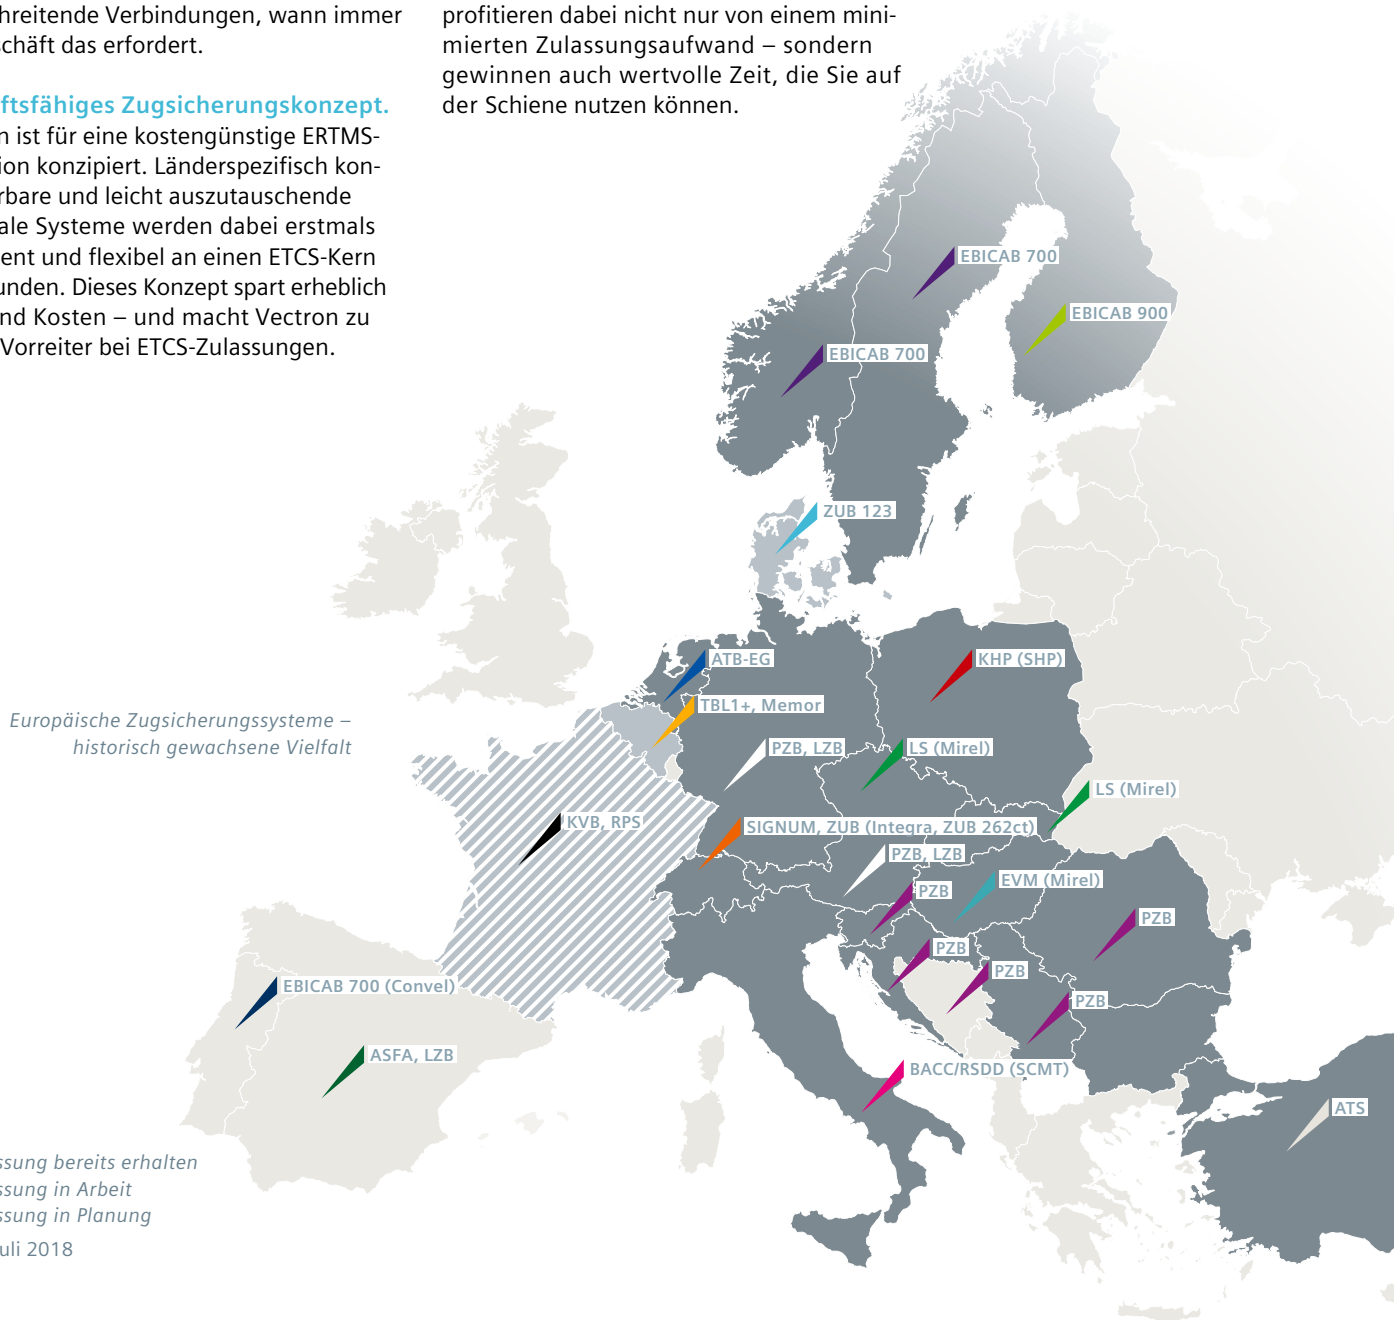 hreitende Verbindungen, wann immer
schäft das erfordert.
ftsfähiges Zugsicherungskonzept.
n ist für eine kostengünstige ERTMS-
ion konzipiert. Länderspezifisch kon-
rbare und leicht auszutauschende
ale Systeme werden dabei erstmals
ent und flexibel an einen ETCS-Kern
unden. Dieses Konzept spart erheblich
nd Kosten – und macht Vectron zu
Vorreiter bei ETCS-Zulassungen.
profitieren dabei nicht nur von einem mini-
mierten Zulassungsaufwand – sondern
gewinnen auch wertvolle Zeit, die Sie auf
der Schiene nutzen können.
EBICAB 700
EBICAB 900
EBICAB 700
ZUB 123
ATB-EG
KHP (SHP)
TBL1+, Memor
Europäische Zugsicherungssysteme –
historisch gewachsene Vielfalt
PZB, LZB
LS (Mirel)
LS (Mirel)
KVB, RPS
SIGNUM, ZUB (Integra, ZUB 262ct)
PZB, LZB
EVM (Mirel)
PZB
PZB
PZB
PZB
EBICAB 700 (Convel)
PZB
ASFA, LZB
BACC/RSDD (SCMT)
ATS
ssung bereits erhalten
ssung in Arbeit
ssung in Planung
uli 2018